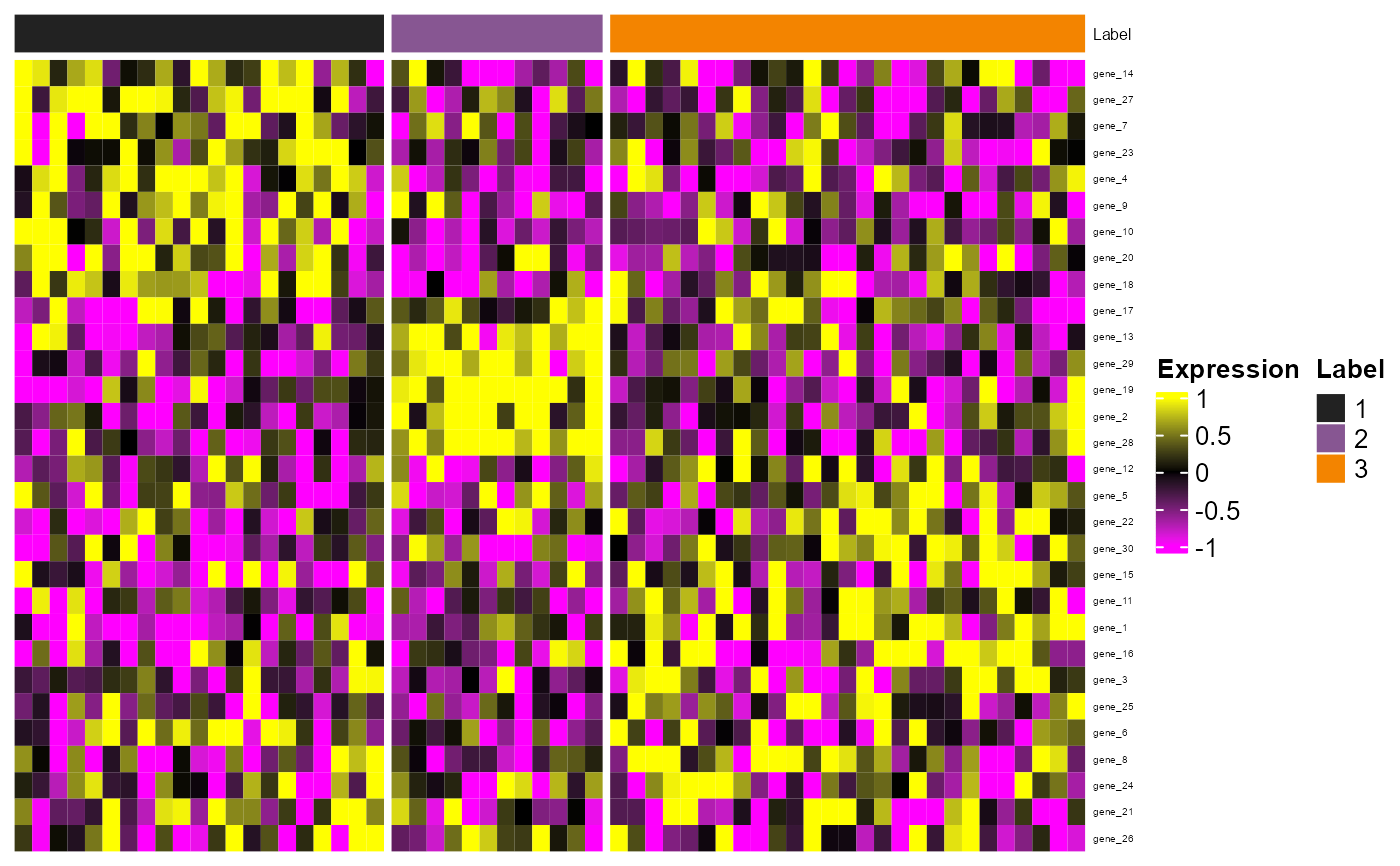 Label
gene_14
gene_27
gene_7
gene_23
gene_4
gene_9
gene_10
gene_20
gene_18
gene_17
gene_13
gene_29
gene_19
gene_2
gene_28
gene_12
gene_5
gene_22
gene_30
gene_15
gene_11
gene_1
gene_16
gene_3
gene_25
gene_6
gene_8
gene_24
gene_21
gene_26
Expression
1
0.5
0
-0.5
-1
Label
1
2
3